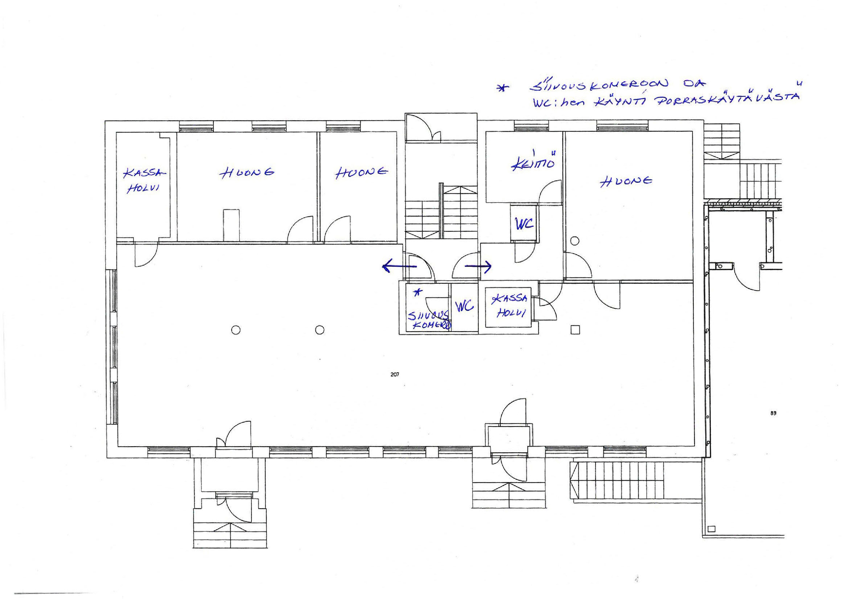 * SIIVOUSKOMEROON JA
WC:hen KÄYNTI PORRASKÄYTÄVÄSTÄ
KASSA-
HOLVI
HUONE
HUONE
KEITTIÖ
HUONE
WC
*
SIIVOUS
KOMERO
WC
KASSA
HOLVI
207
89